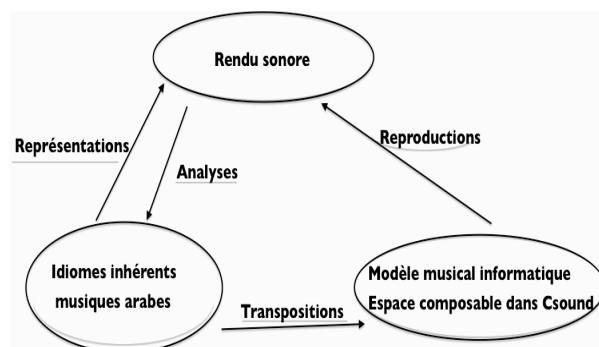 Rendu sonore
Représentations
Reproductions
Analyses
Idiomes inhérents
musiques arabes
Modèle musical informatique
Espace composable dans Csound
Transpositions